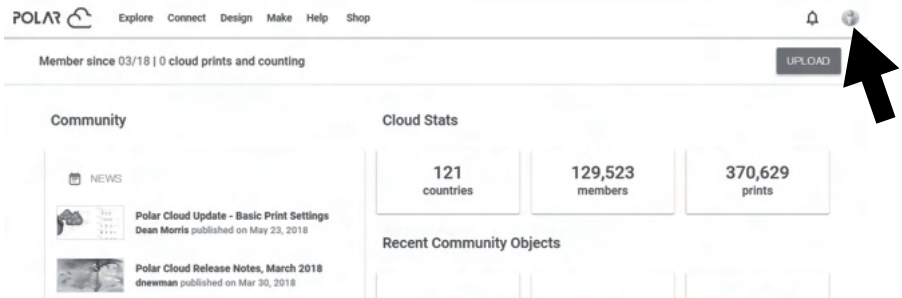 POLAR Explore Connect Design Make Help Shop
Member since 03/18 | 0 cloud prints and counting
UPLOAD
Community
NEWS
Polar Cloud Update - Basic Print Settings
Dean Morris published on May 23, 2018
Polar Cloud Release Notes, March 2018
dnewman published on Mar 30, 2018
Cloud Stats
121
countries
129,523
members
370,629
prints
Recent Community Objects